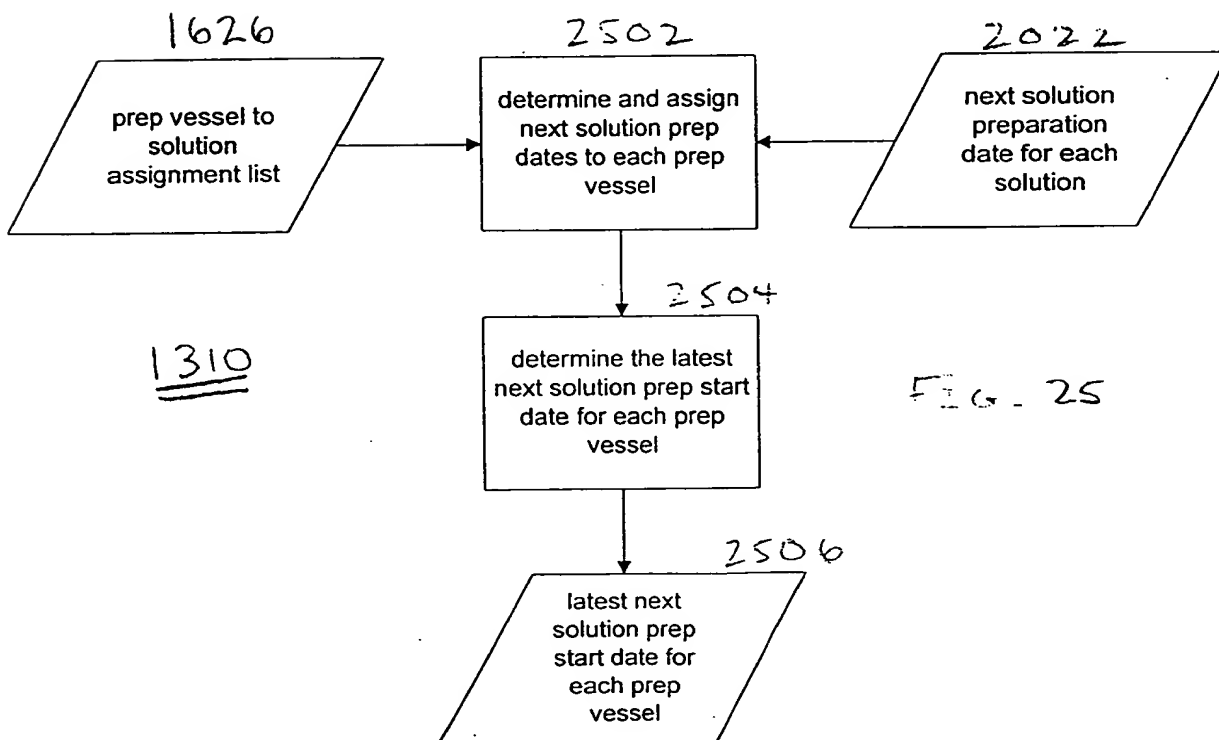 1626
prep vessel to
solution
assignment list
2502
determine and assign
next solution prep
dates to each prep
vessel
2022
next solution
preparation
date for each
solution
2504
determine the latest
next solution prep start
date for each prep
vessel
1310
FIG. 25
2506
latest next
solution prep
start date for
each prep
vessel